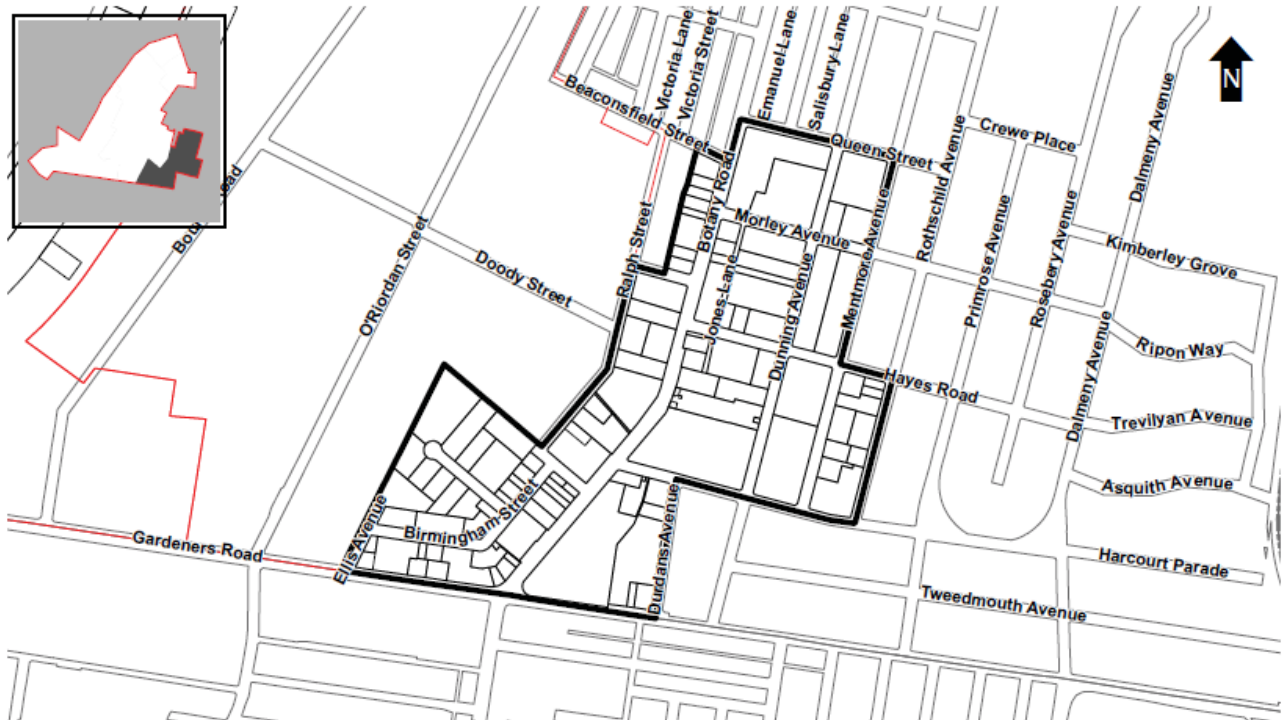 Victoria Lane
Victoria Street
Emanuel Lane
Salisbury Lane
N
Beaconsfield Street
Queen Street
Crewe Place
Dalmeny Avenue
Botany Road
Rothschild Avenue
Morley Avenue
Mentmore Avenue
Primrose Avenue
Rosebery Avenue
Kimberley Grove
O'Riordan Street
Doody Street
Ralph Street
Jones Lane
Dunning Avenue
Ripon Way
Hayes Road
Dalmeny Avenue
Trevilyan Avenue
Asquith Avenue
Birmingham Street
Gardeners Road
Ellis Avenue
Durdans Avenue
Harcourt Parade
Tweedmouth Avenue